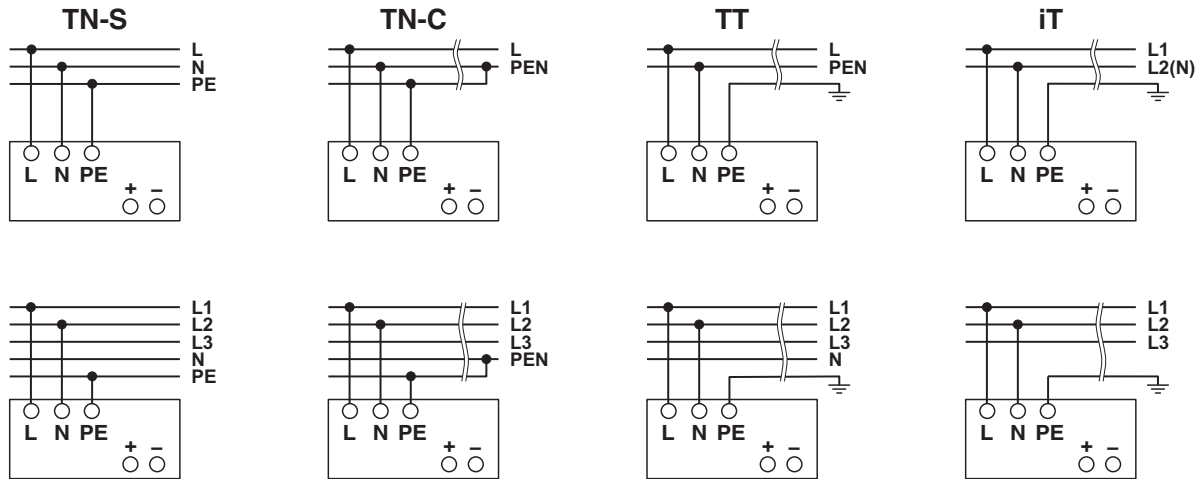 TN-S
TN-C
TT
iT
L
N
PE
L N PE
+ –
L
PEN
L N PE
+ –
L
PEN
L N PE
+ –
L1
L2(N)
L N PE
+ –
L1
L2
L3
N
PE
L N PE
+ –
L1
L2
L3
PEN
L N PE
+ –
L1
L2
L3
N
L N PE
+ –
L1
L2
L3
L N PE
+ –